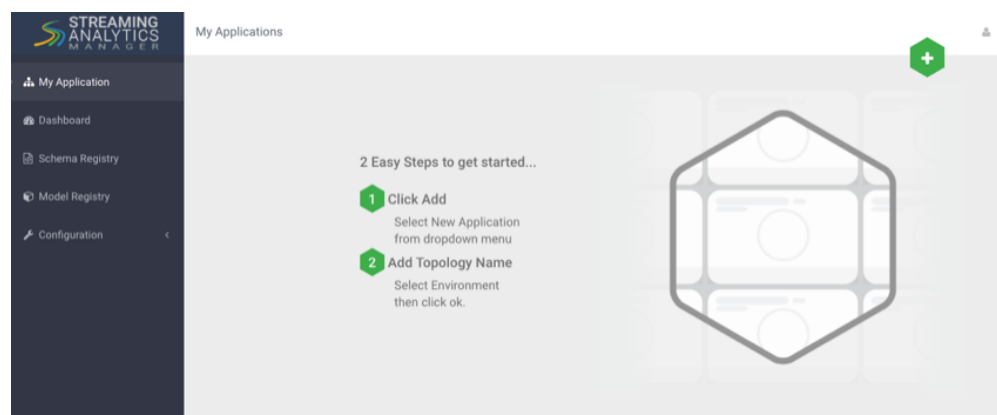 STREAMING
ANALYTICS
MANAGER
My Applications
My Application
Dashboard
Schema Registry
Model Registry
Configuration
2 Easy Steps to get started...
1 Click Add
Select New Application
from dropdown menu
2 Add Topology Name
Select Environment
then click ok.